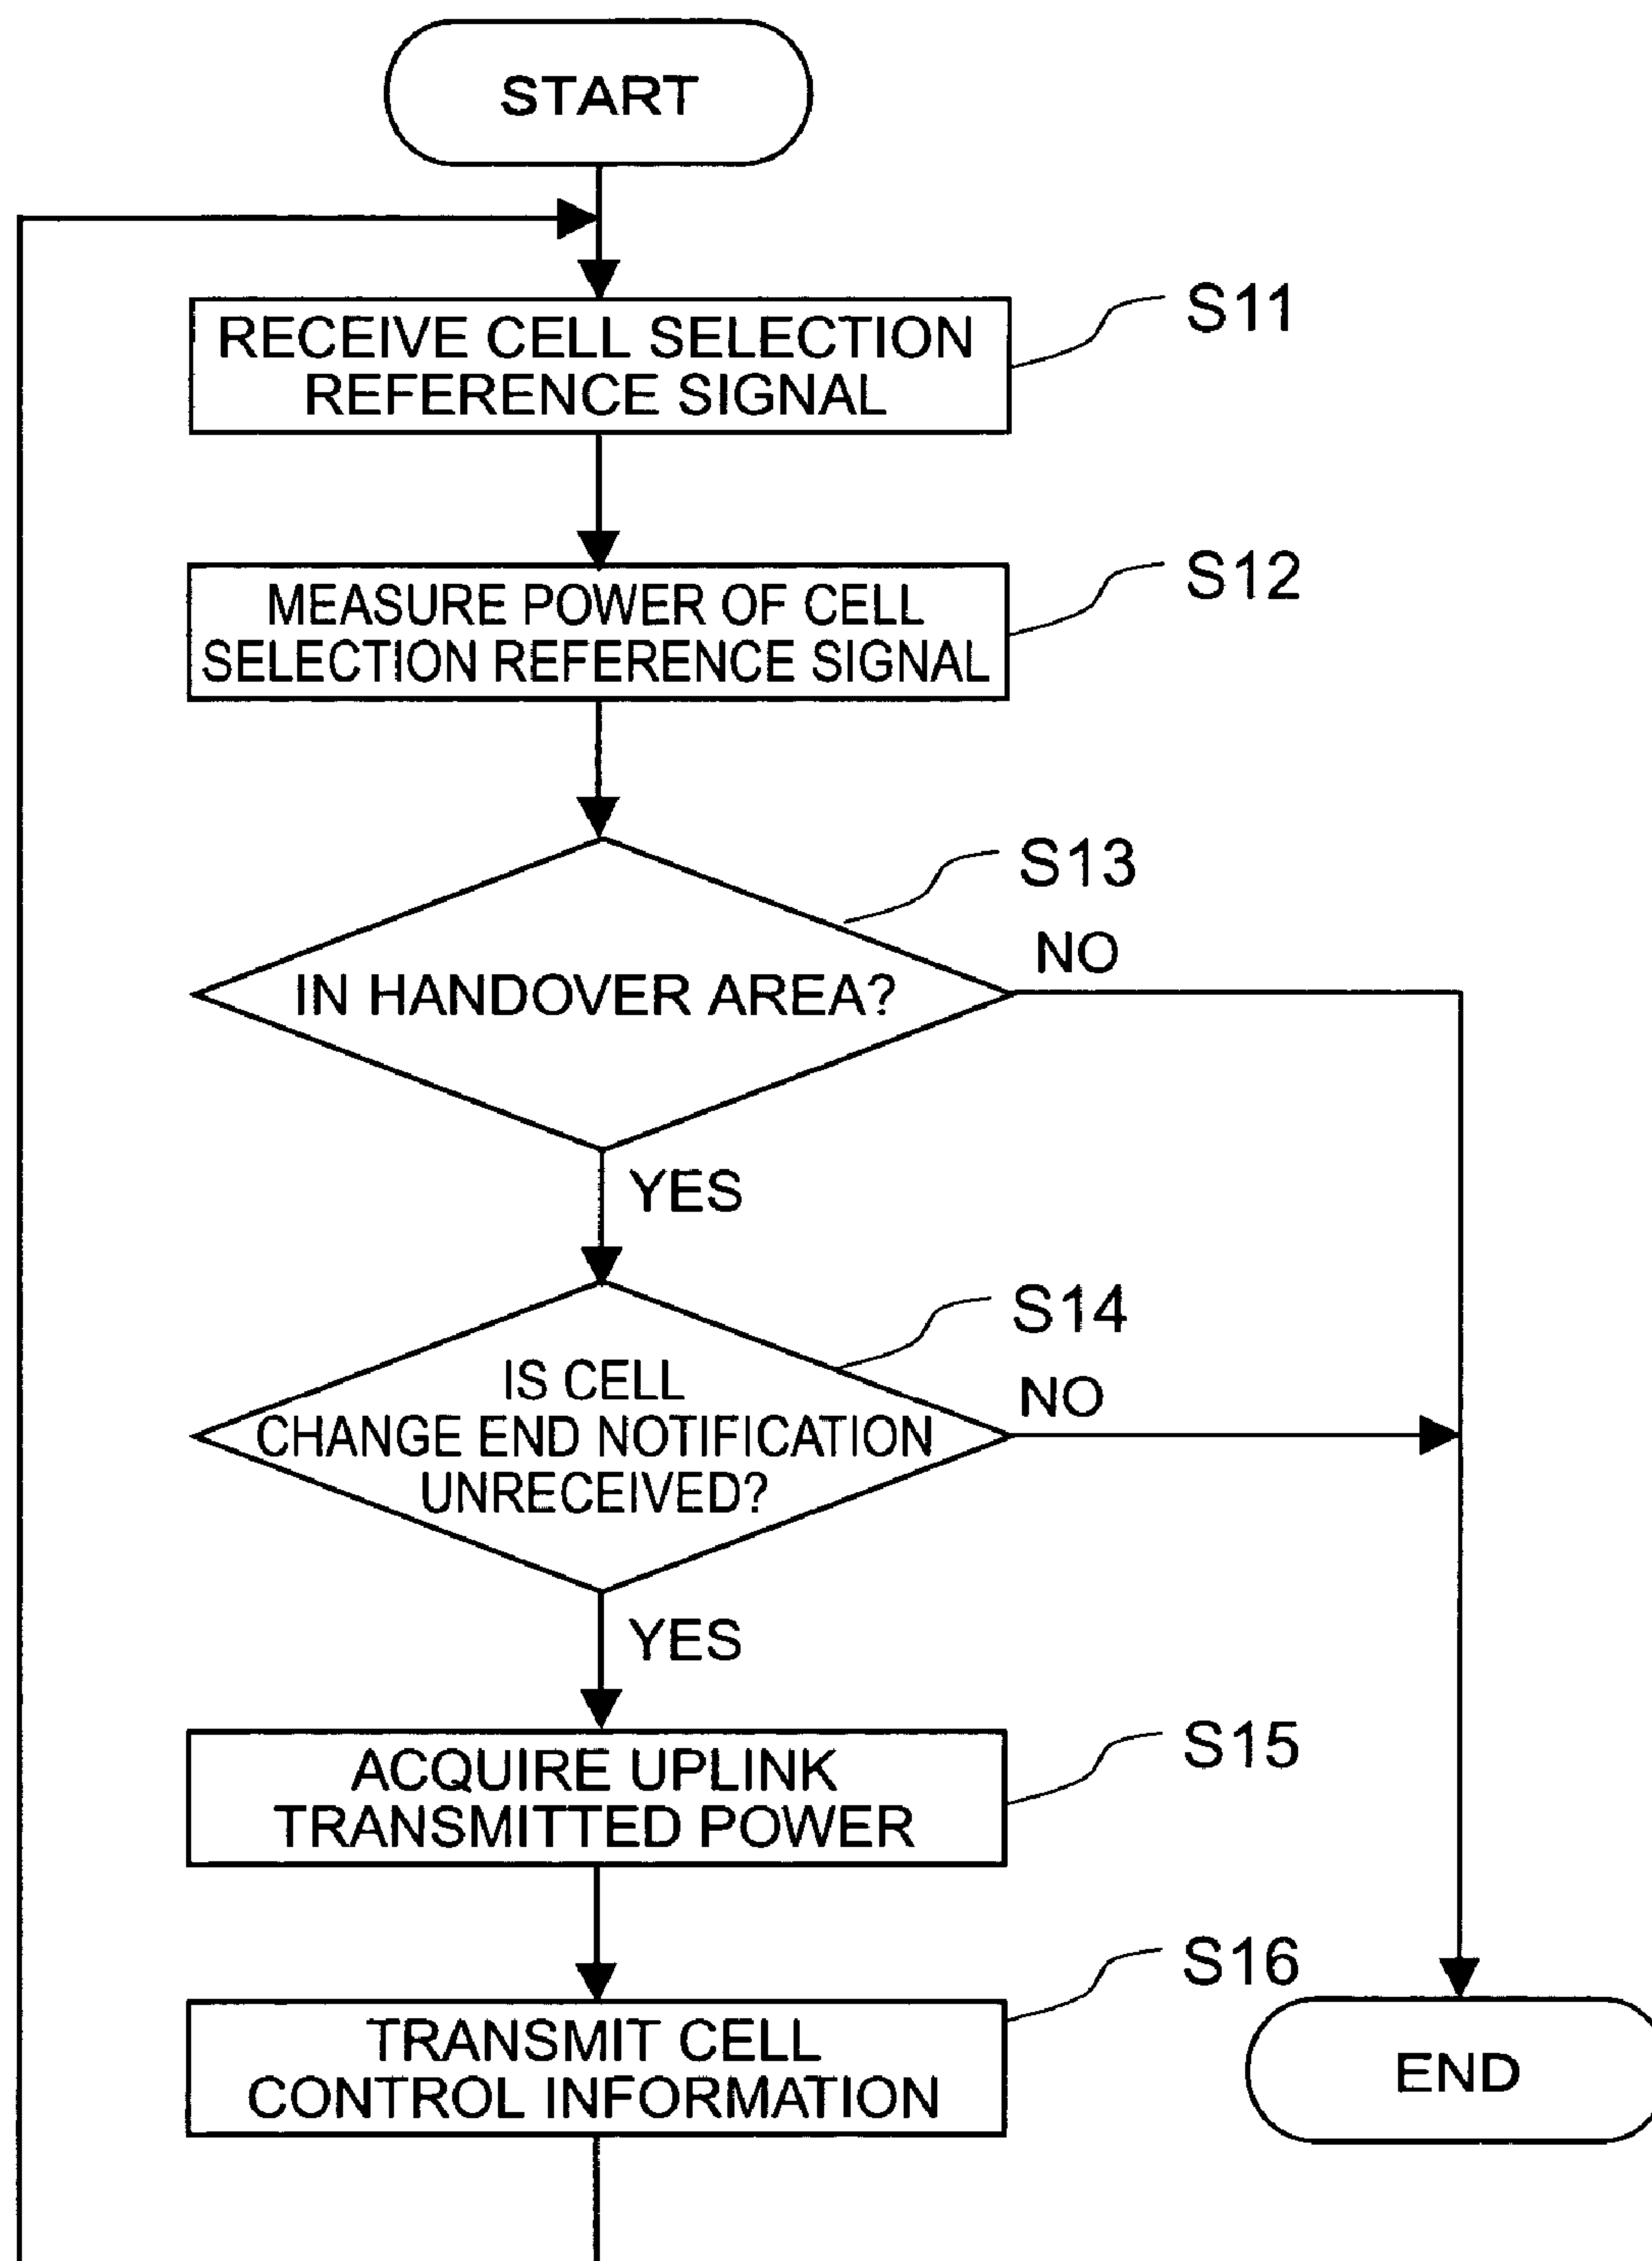 START
RECEIVE CELL SELECTION
REFERENCE SIGNAL
S11
MEASURE POWER OF CELL
SELECTION REFERENCE SIGNAL
S12
S13
IN HANDOVER AREA?
NO
YES
S14
IS CELL
CHANGE END NOTIFICATION
UNRECEIVED?
NO
YES
ACQUIRE UPLINK
TRANSMITTED POWER
S15
S16
TRANSMIT CELL
CONTROL INFORMATION
END